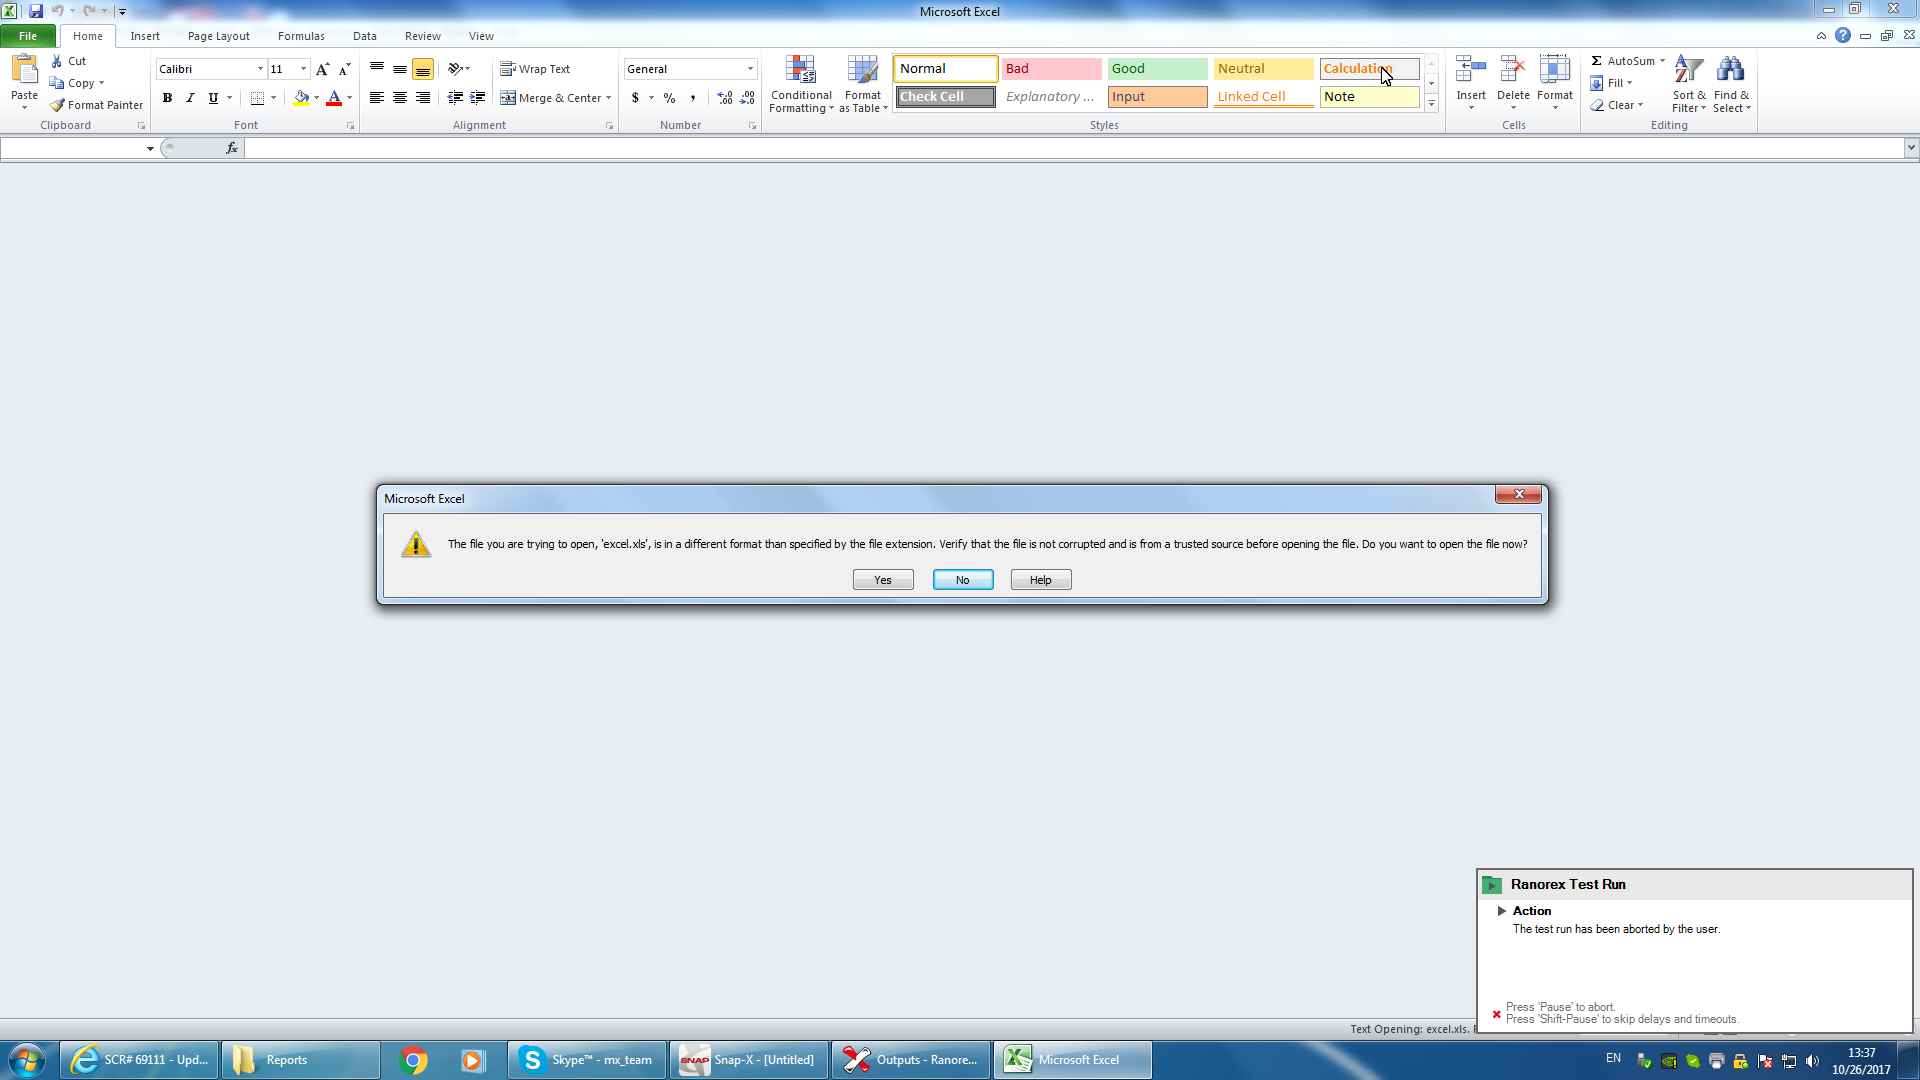 Microsoft Excel
File Home Insert Page Layout Formulas Data Review View
Paste
Cut
Copy
Format Painter
Clipboard
Calibri 11
B I U
Font
Wrap Text
Merge & Center
Alignment
General
$ % ,
Number
Conditional Formatting
Format as Table
Normal Bad Good Neutral Calculation
Check Cell Explanatory ... Input Linked Cell Note
Styles
Insert Delete Format
Cells
Σ AutoSum
Fill
Clear
Sort & Filter
Find & Select
Editing
fx
Microsoft Excel
The file you are trying to open, 'excel.xls', is in a different format than specified by the file extension. Verify that the file is not corrupted and is from a trusted source before opening the file. Do you want to open the file now?
Yes No Help
Ranorex Test Run
Action
The test run has been aborted by the user.
Press 'Pause' to abort.
Press 'Shift-Pause' to skip delays and timeouts.
Text Opening: excel.xls.
SCR# 69111 - Upd...
Reports
Skype™ - mx_team
SNAP
Snap-X - [Untitled]
Outputs - Ranore...
Microsoft Excel
EN
13:37
10/26/2017